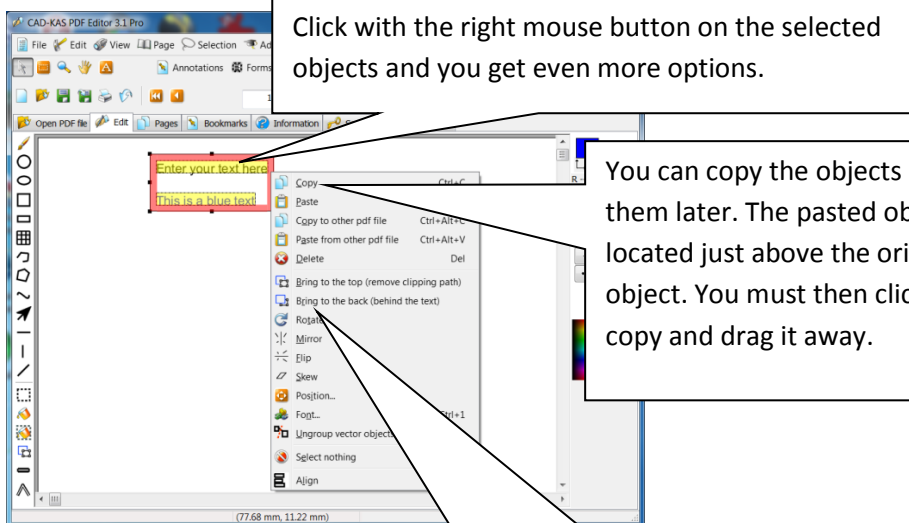 CAD-KAS PDF Editor 3.1 Pro
Click with the right mouse button on the selected
objects and you get even more options.
File Edit View Page Selection
Annotations Forms
Open PDF file Edit Pages Bookmarks Information
Enter your text here
This is a blue text
Copy Ctrl+C
Paste
Copy to other pdf file Ctrl+Alt+C
Paste from other pdf file Ctrl+Alt+V
Delete Del
Bring to the top (remove clipping path)
Bring to the back (behind the text)
Rotate
Mirror
Flip
Skew
Position...
Font... Ctrl+1
Ungroup vector objects
Select nothing
Align
You can copy the objects
them later. The pasted ob
located just above the ori
object. You must then clic
copy and drag it away.
(77.68 mm, 11.22 mm)